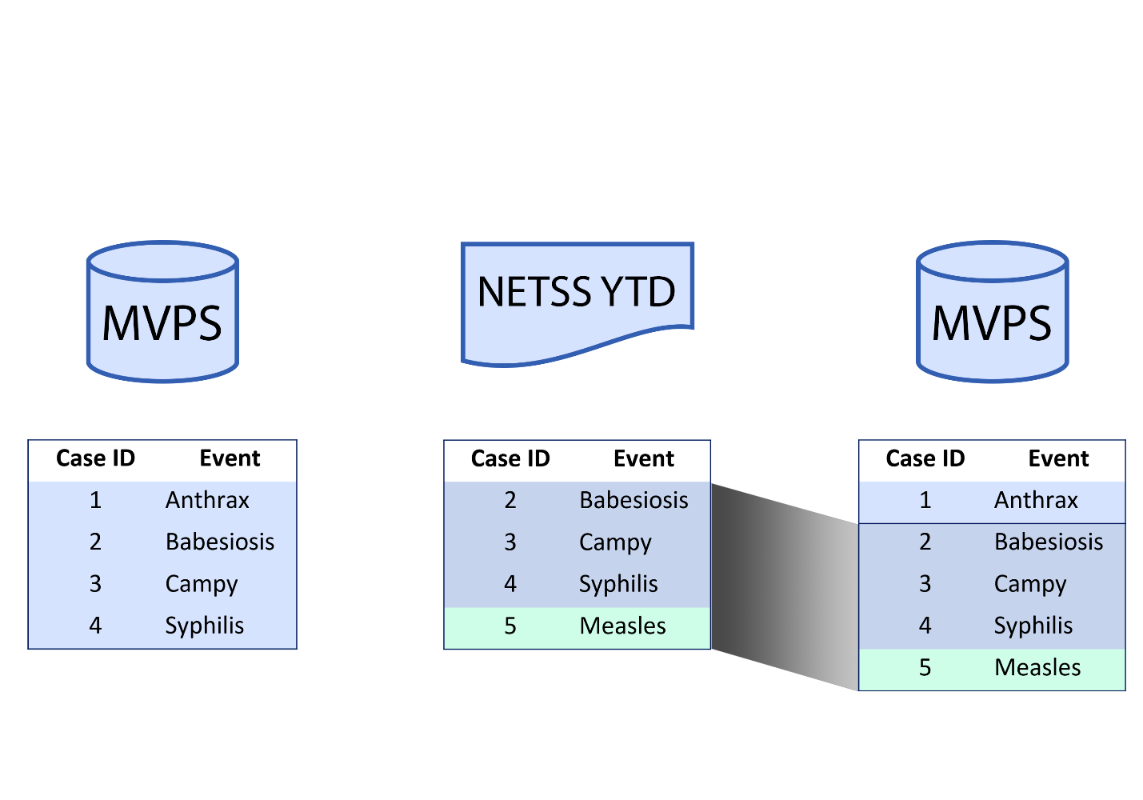 MVPS
NETSS YTD
MVPS
Case ID Event
1 Anthrax
2 Babesiosis
3 Campy
4 Syphilis
Case ID Event
2 Babesiosis
3 Campy
4 Syphilis
5 Measles
Case ID Event
1 Anthrax
2 Babesiosis
3 Campy
4 Syphilis
5 Measles